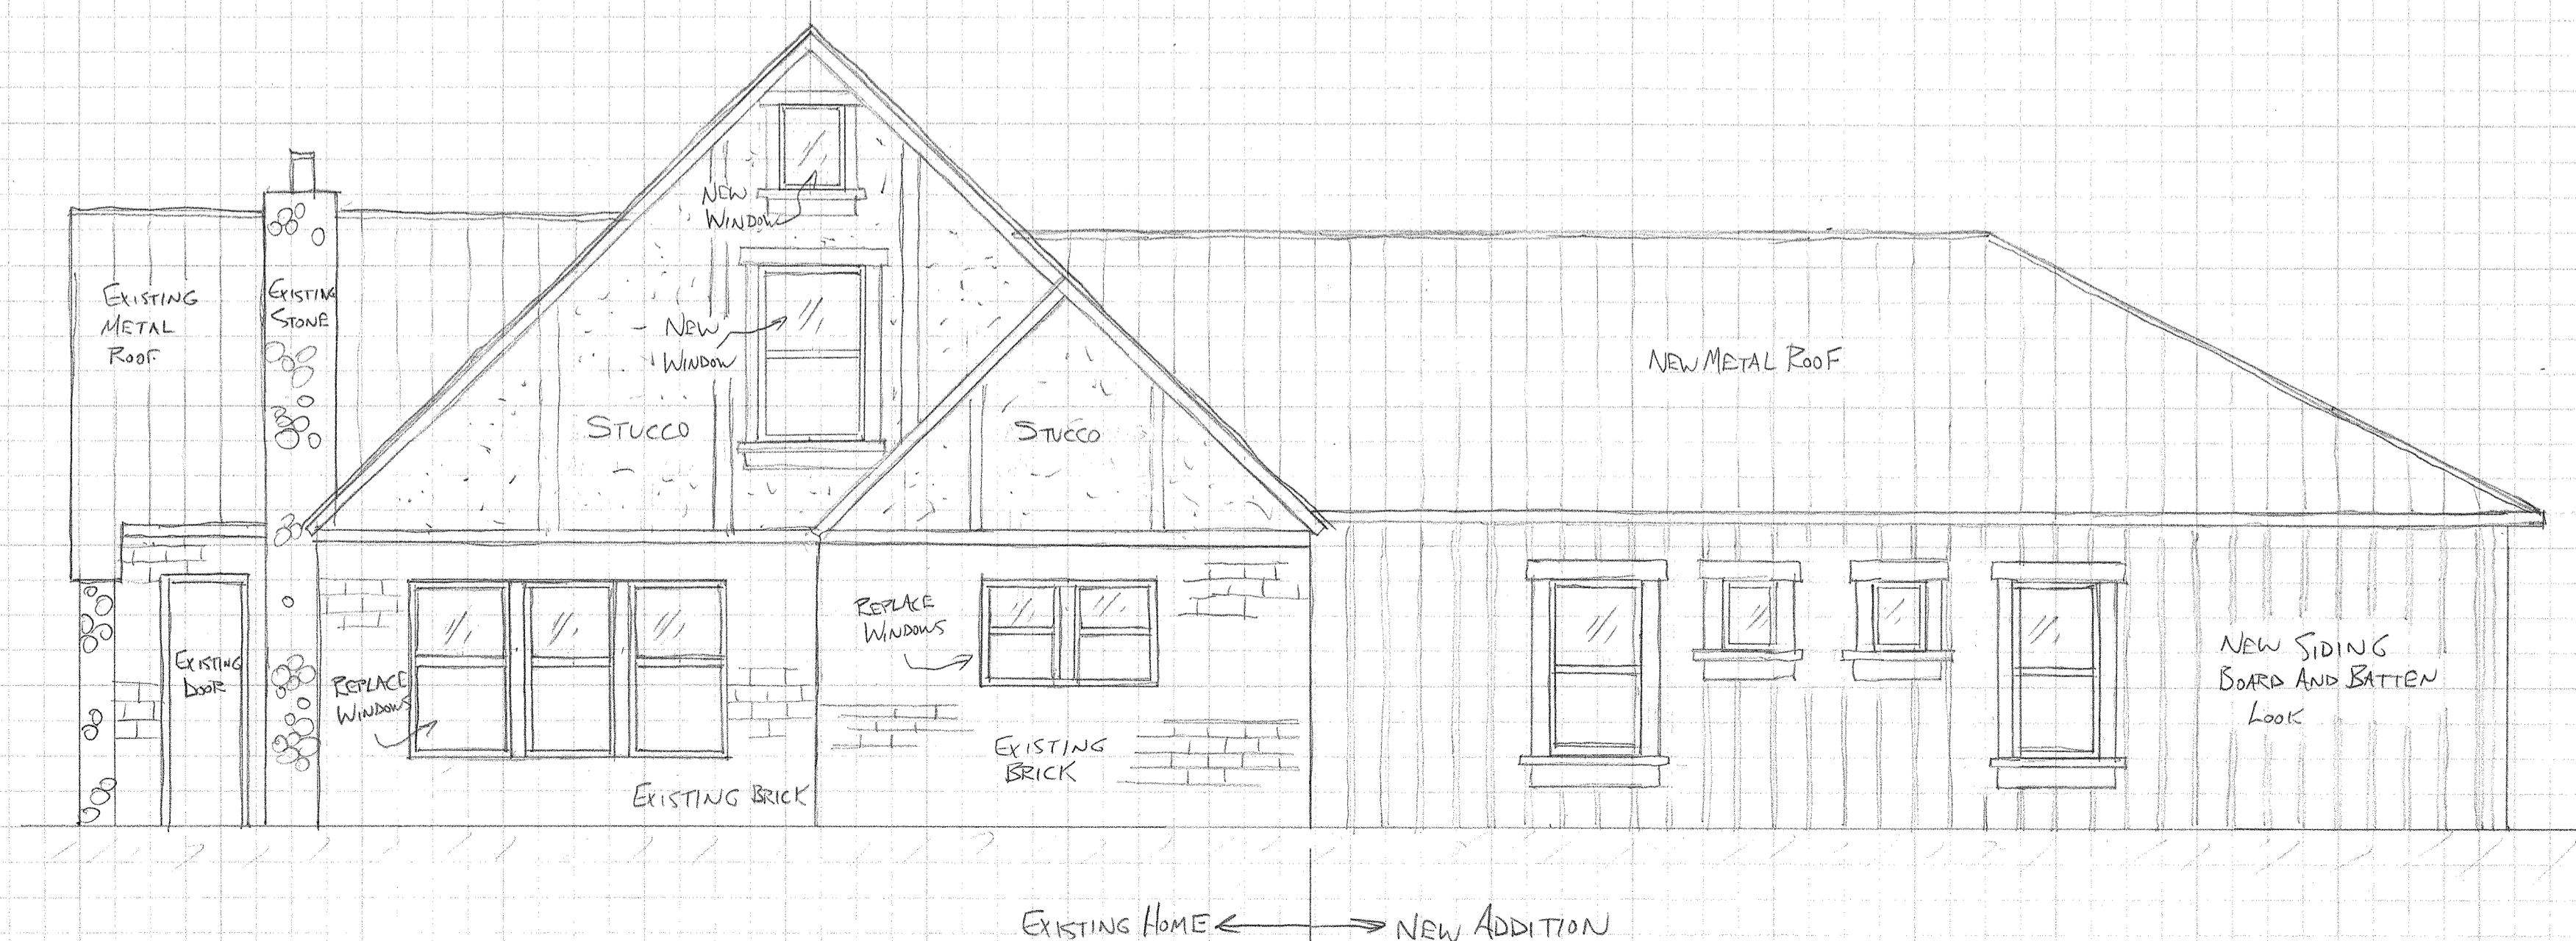 NEW
WINDOW
EXISTING
METAL
ROOF
EXISTING
STONE
NEW
WINDOW
STUCCO
STUCCO
NEW METAL ROOF
EXISTING
DOOR
REPLACE
WINDOWS
REPLACE
WINDOWS
EXISTING
BRICK
EXISTING BRICK
NEW SIDING
BOARD AND BATTEN
LOOK
EXISTING HOME
NEW ADDITION